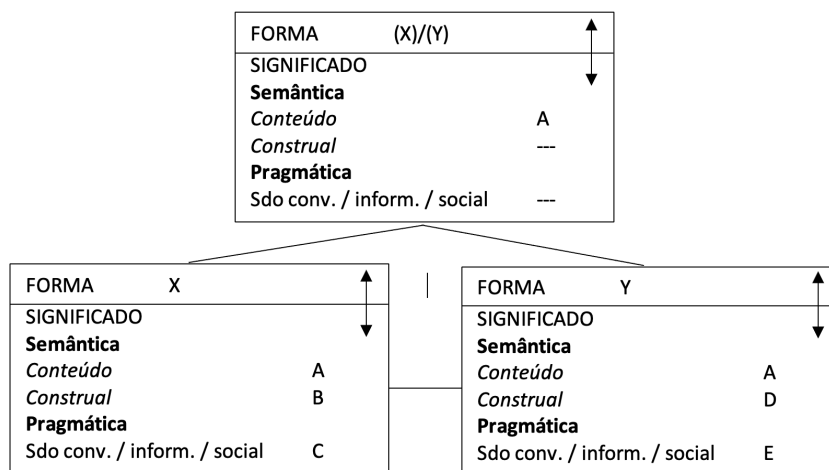 FORMA (X)/(Y)
SIGNIFICADO
Semântica
Conteúdo A
Construal ---
Pragmática
Sdo conv. / inform. / social ---
FORMA X
SIGNIFICADO
Semântica
Conteúdo A
Construal B
Pragmática
Sdo conv. / inform. / social C
FORMA Y
SIGNIFICADO
Semântica
Conteúdo A
Construal D
Pragmática
Sdo conv. / inform. / social E